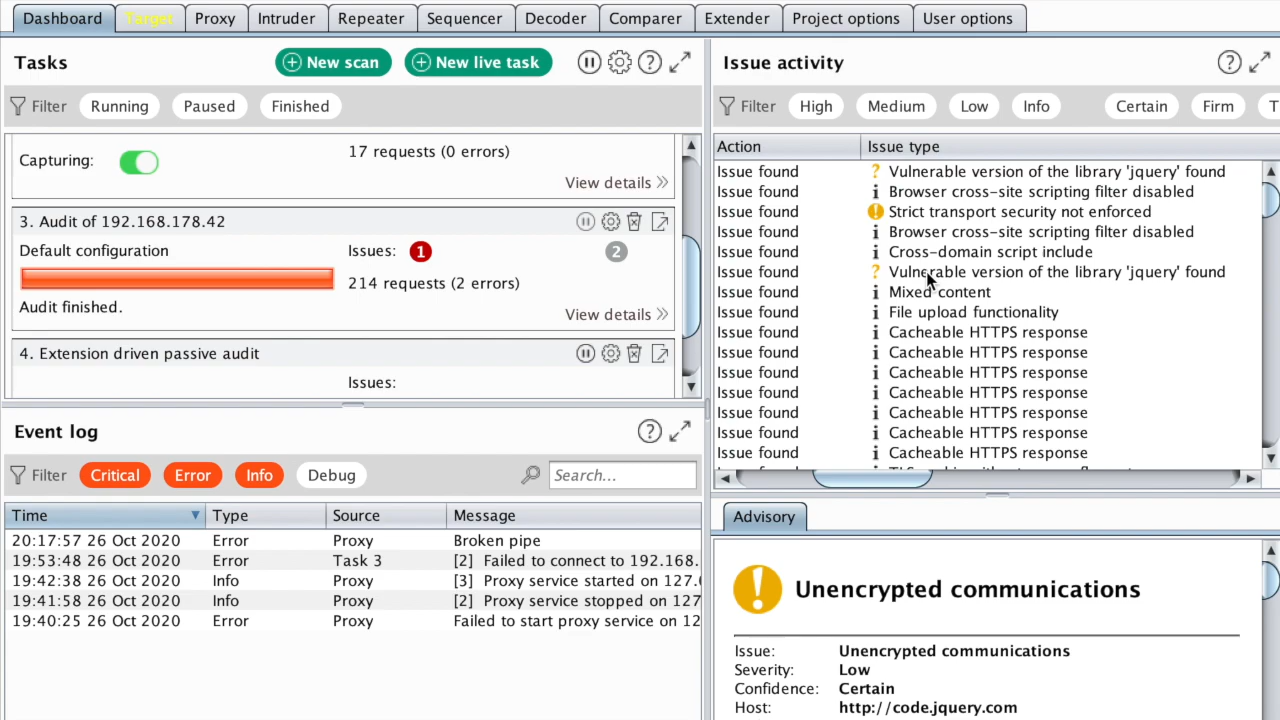 Dashboard Target Proxy Intruder Repeater Sequencer Decoder Comparer Extender Project options User options
Tasks
New scan
New live task
Filter Running Paused Finished
Capturing:
17 requests (0 errors)
View details
3. Audit of 192.168.178.42
Default configuration
Issues: 1 2
214 requests (2 errors)
Audit finished.
View details
4. Extension driven passive audit
Issues:
Event log
Filter Critical Error Info Debug Search...
Time Type Source Message
20:17:57 26 Oct 2020 Error Proxy Broken pipe
19:53:48 26 Oct 2020 Error Task 3 [2] Failed to connect to 192.168.
19:42:38 26 Oct 2020 Info Proxy [3] Proxy service started on 127.
19:41:58 26 Oct 2020 Info Proxy [2] Proxy service stopped on 127
19:40:25 26 Oct 2020 Error Proxy Failed to start proxy service on 12
Issue activity
Filter High Medium Low Info Certain Firm
Action Issue type
Issue found Vulnerable version of the library 'jquery' found
Issue found Browser cross-site scripting filter disabled
Issue found Strict transport security not enforced
Issue found Browser cross-site scripting filter disabled
Issue found Cross-domain script include
Issue found Vulnerable version of the library 'jquery' found
Issue found Mixed content
Issue found File upload functionality
Issue found Cacheable HTTPS response
Issue found Cacheable HTTPS response
Issue found Cacheable HTTPS response
Issue found Cacheable HTTPS response
Issue found Cacheable HTTPS response
Issue found Cacheable HTTPS response
Issue found Cacheable HTTPS response
Advisory
Unencrypted communications
Issue: Unencrypted communications
Severity: Low
Confidence: Certain
Host: http://code.jquery.com